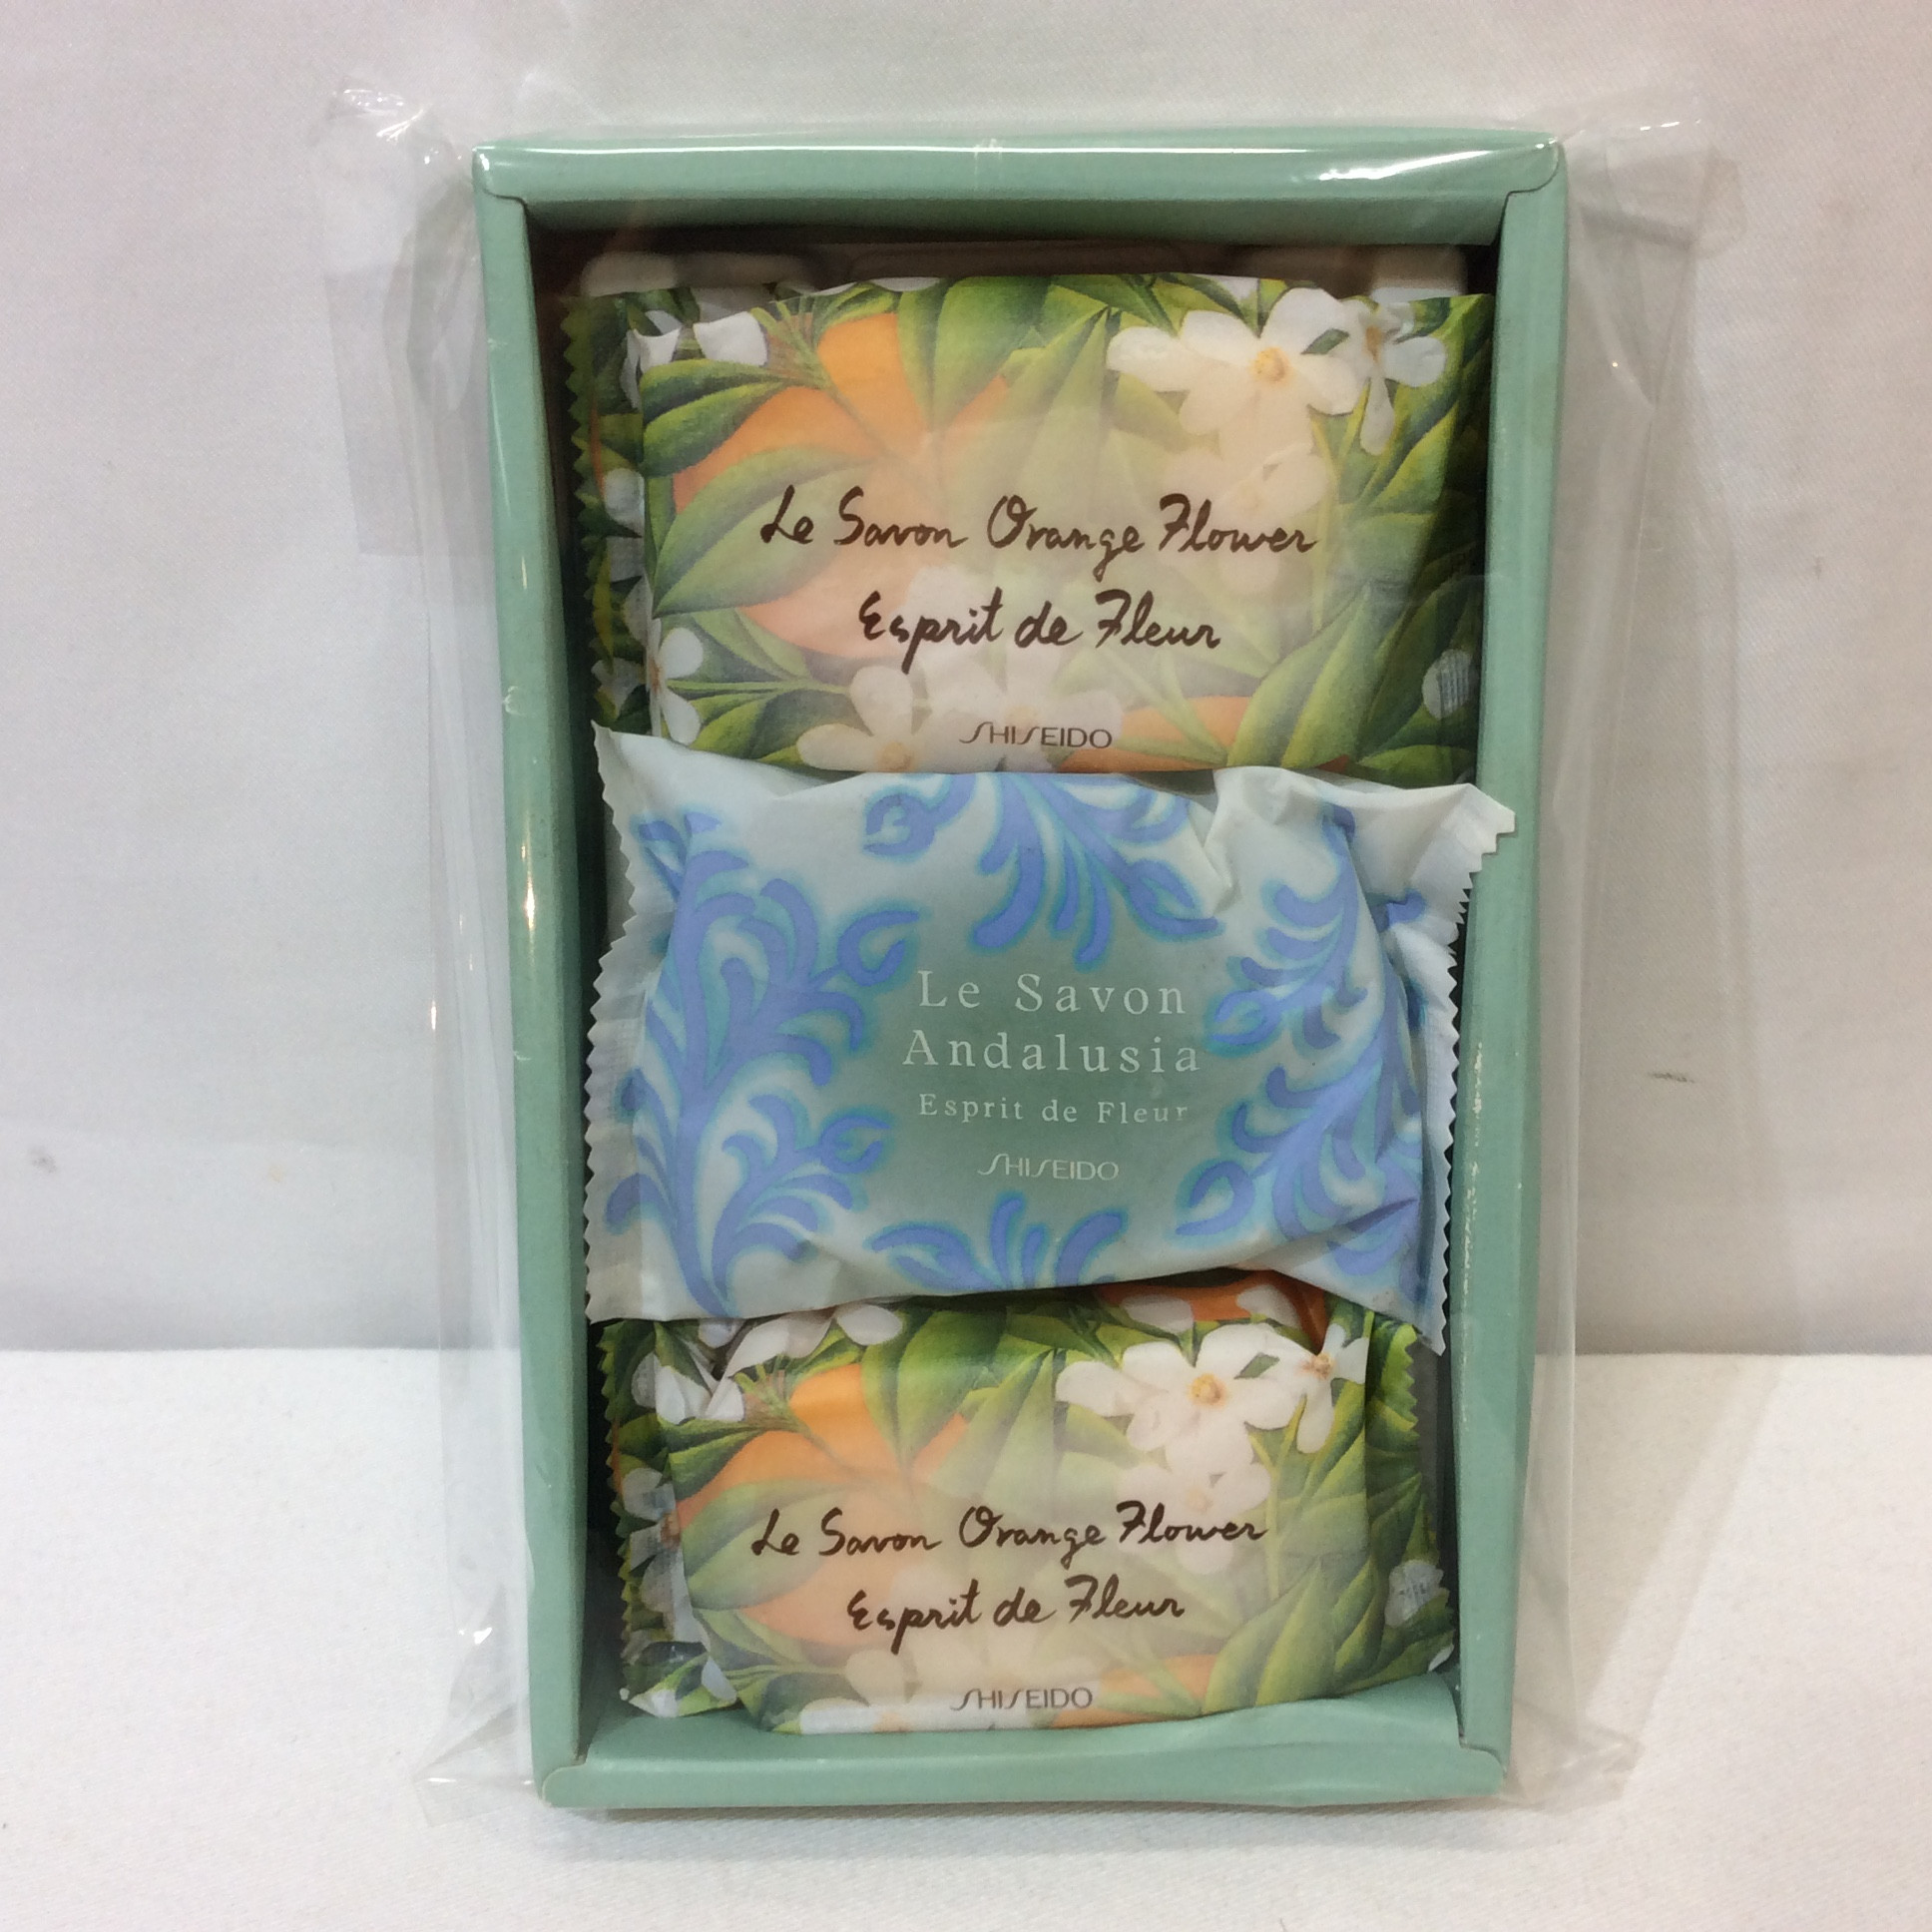 Le Savon Orange Flower
Esprit de Fleur
SHISEIDO
Le Savon
Andalusia
Esprit de Fleur
SHISEIDO
Le Savon Orange Flower
Esprit de Fleur
SHISEIDO